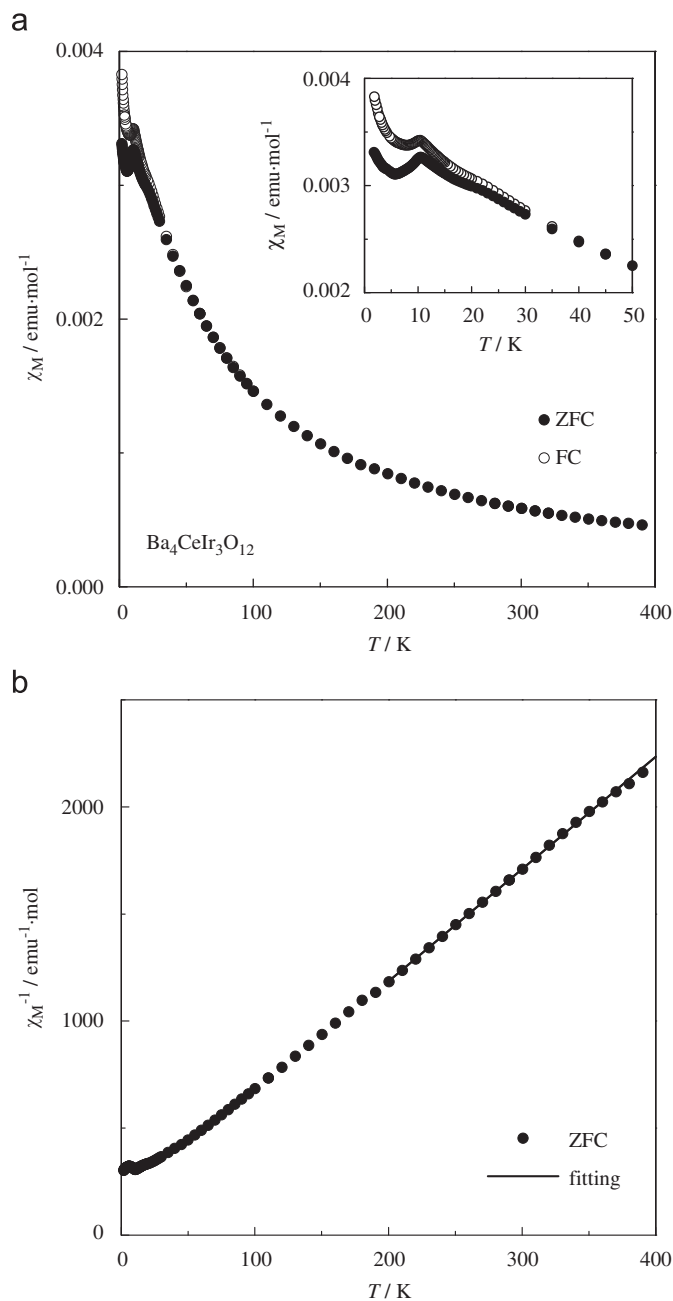 a
0.004
0.002
0.000
χM / emu·mol⁻¹
0 100 200 300 400
T / K
Ba₄CeIr₃O₁₂
ZFC
FC
0.004
0.003
0.002
χM / emu·mol⁻¹
0 10 20 30 40 50
T / K
b
2000
1000
0
χM⁻¹ / emu⁻¹·mol
0 100 200 300 400
T / K
ZFC
fitting